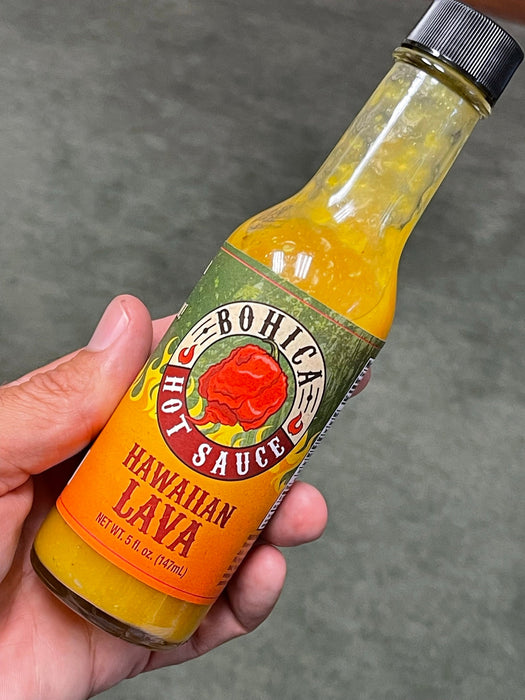 BOHICA
HOT SAUCE
HAWAIIAN
LAVA
NET WT. 5 fl. oz. (147mL)